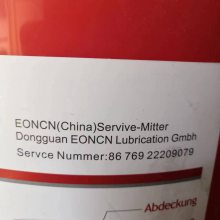 EONCN(China)Servive-Mitter
Dongguan EONCN Lubrication Gmbh
Servce Nummer:86 769 22209079
Abdeckung